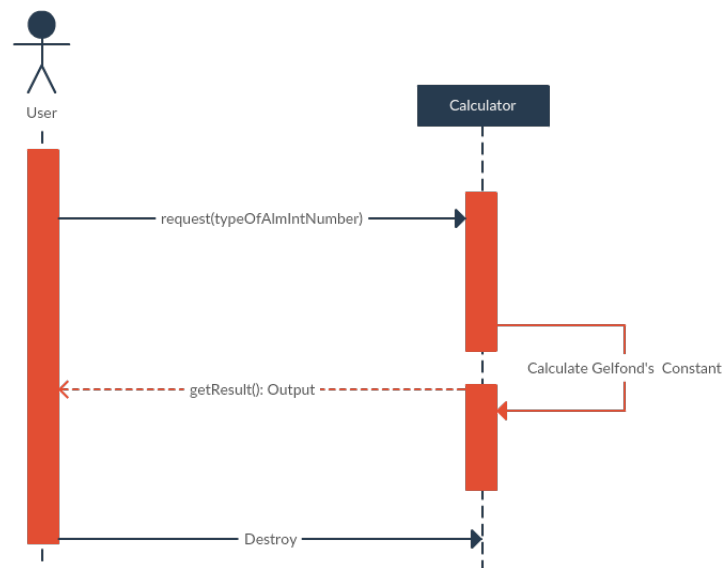 User
Calculator
request(typeOfAlmIntNumber)
Calculate Gelfond's Constant
getResult(): Output
Destroy